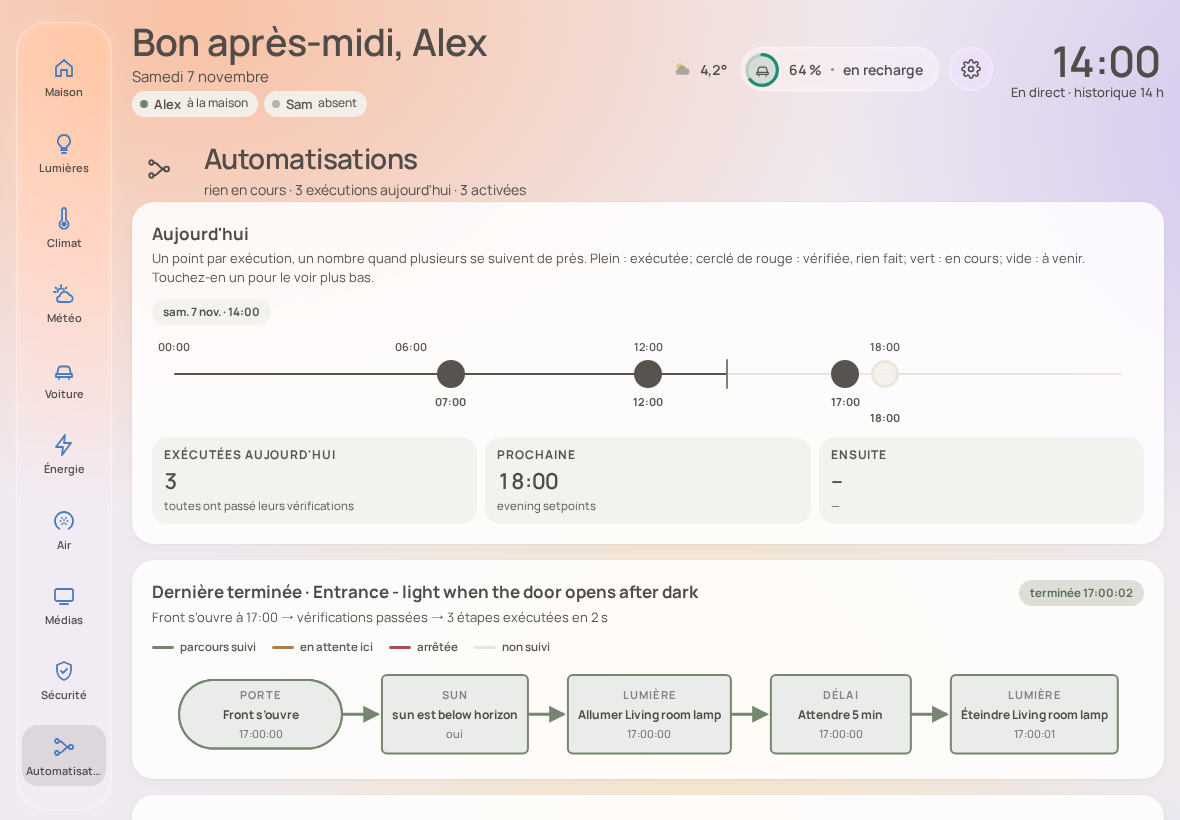 Bon après-midi, Alex
Samedi 7 novembre
Alex à la maison
Sam absent
4,2°
64 % · en recharge
14:00
En direct · historique 14 h
Maison
Lumières
Climat
Météo
Voiture
Énergie
Air
Médias
Sécurité
Automatisat…
Automatisations
rien en cours · 3 exécutions aujourd'hui · 3 activées
Aujourd'hui
Un point par exécution, un nombre quand plusieurs se suivent de près. Plein : exécutée; cerclé de rouge : vérifiée, rien fait; vert : en cours; vide : à venir.
Touchez-en un pour le voir plus bas.
sam. 7 nov. · 14:00
00:00
06:00
12:00
18:00
07:00
12:00
17:00
18:00
EXÉCUTÉES AUJOURD'HUI
3
toutes ont passé leurs vérifications
PROCHAINE
18:00
evening setpoints
ENSUITE
–
—
Dernière terminée · Entrance - light when the door opens after dark
terminée 17:00:02
Front s'ouvre à 17:00 → vérifications passées → 3 étapes exécutées en 2 s
parcours suivi
en attente ici
arrêtée
non suivi
PORTE
Front s'ouvre
17:00:00
SUN
sun est below horizon
oui
LUMIÈRE
Allumer Living room lamp
17:00:00
DÉLAI
Attendre 5 min
17:00:00
LUMIÈRE
Éteindre Living room lamp
17:00:01